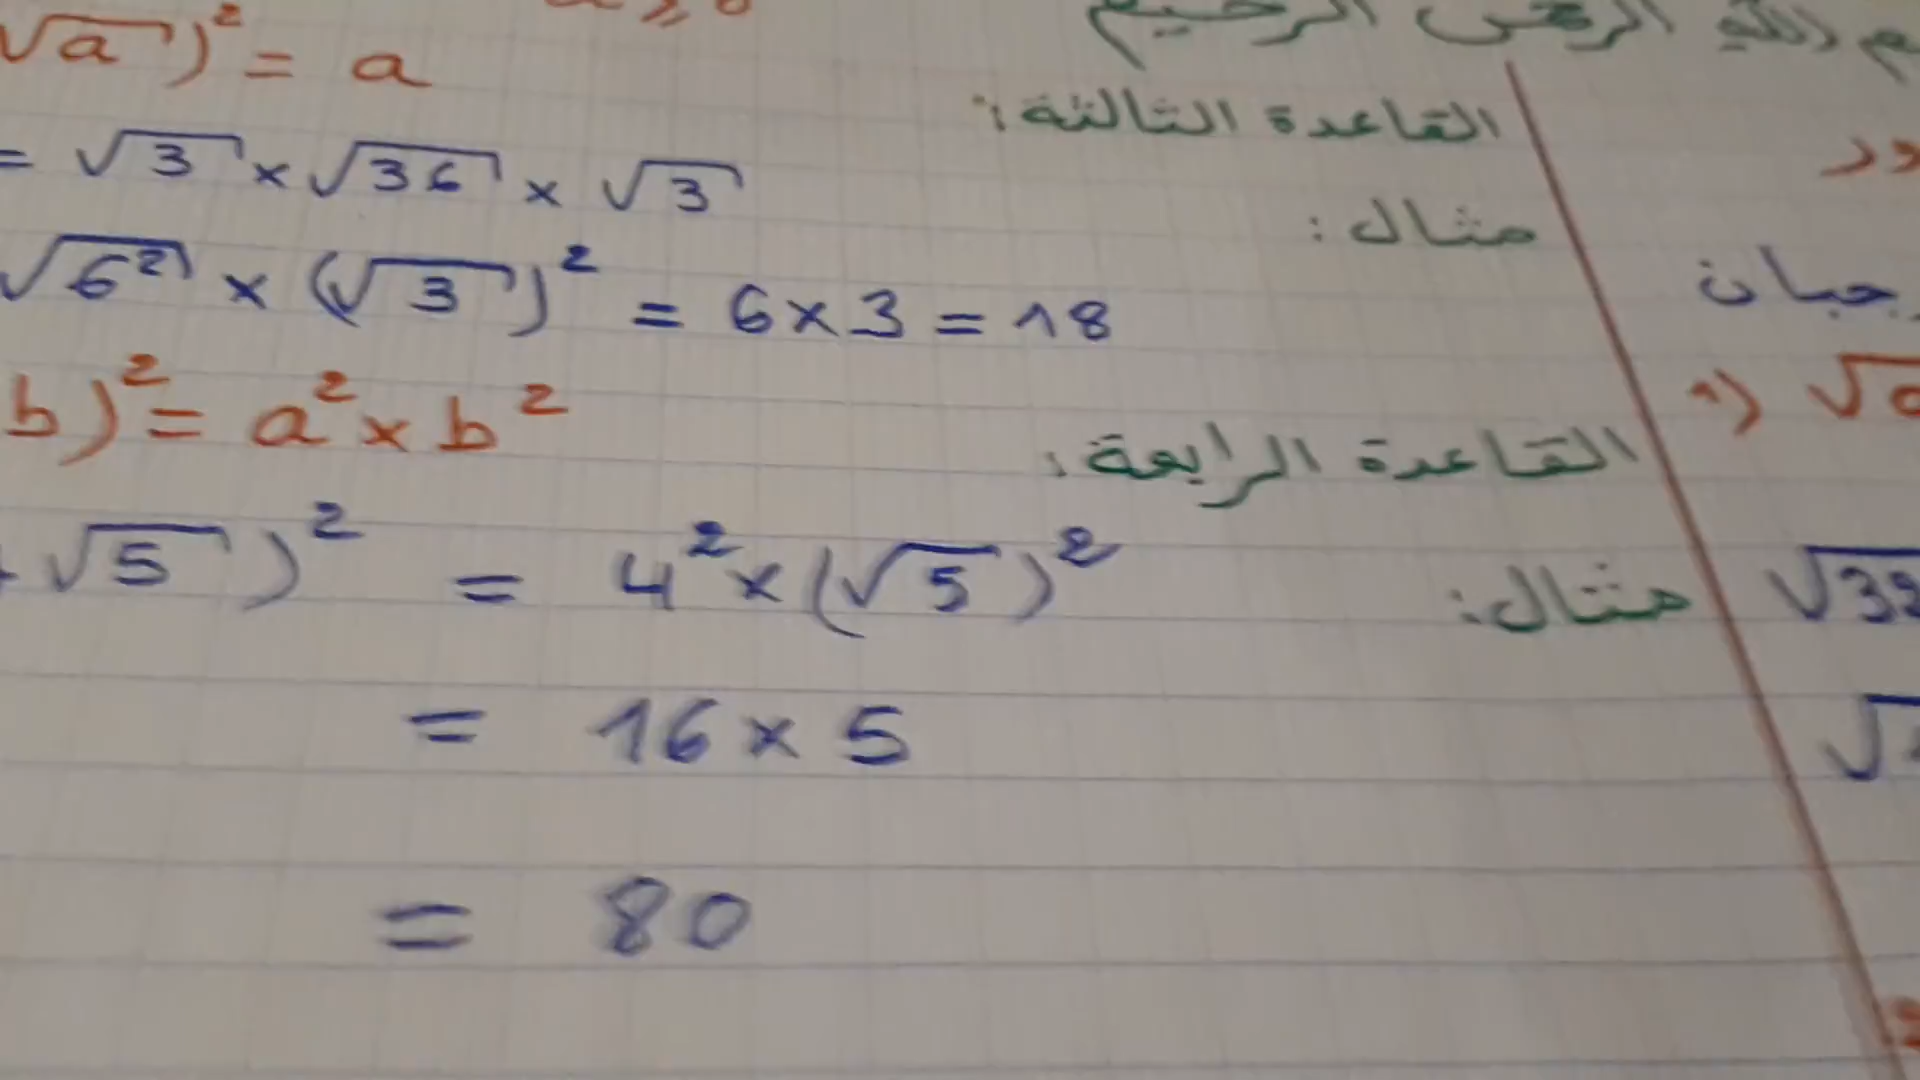 الرحمن الرحيم
a ≥ 0
القاعدة الثالثة: √a)² = a
مثال: = √3 × √36 × √3
√6² × (√3)² = 6 × 3 = 18
القاعدة الرابعة: b)² = a² × b²
مثال: √5)² = 4² × (√5)²
= 16 × 5
= 80